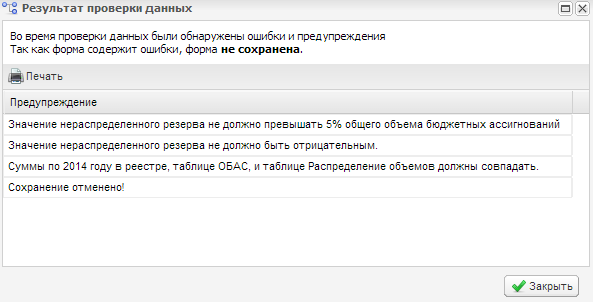 Результат проверки данных
Во время проверки данных были обнаружены ошибки и предупреждения
Так как форма содержит ошибки, форма не сохранена.
Печать
Предупреждение
Значение нераспределенного резерва не должно превышать 5% общего объема бюджетных ассигнований
Значение нераспределенного резерва не должно быть отрицательным.
Суммы по 2014 году в реестре, таблице ОБАС, и таблице Распределение объемов должны совпадать.
Сохранение отменено!
Закрыть